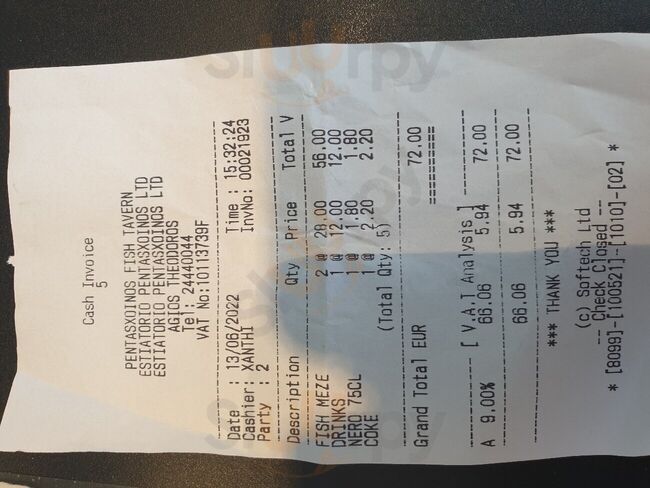 Cash Invoice
5
PENTASXOINOS FISH TAVERN
ESTIATORIO PENTASXOINOS LTD
ESTIATORIO PENTASXOINOS LTD
AGIOS THEODOROS
Tel: 24440044
VAT No:10113739F
Date : 13/06/2022 Time : 15:32:24
Cashier: XANTHI InvNo: 00021923
Party : 2
Description Qty Price Total V
FISH MEZE 2 @ 28.00 56.00
DRINKS 1 @ 12.00 12.00
NERO 75CL 1 @ 1.80 1.80
COKE 1 @ 2.20 2.20
(Total Qty: 5)
Grand Total EUR 72.00
[ V.A.T Analysis ]
A 9.00% 66.06 5.94 72.00
66.06 5.94 72.00
*** THANK YOU ***
(c) Softech Ltd
-- Check Closed --
* [8099]-[100521]-[1010]-[02] *
Sluurpy